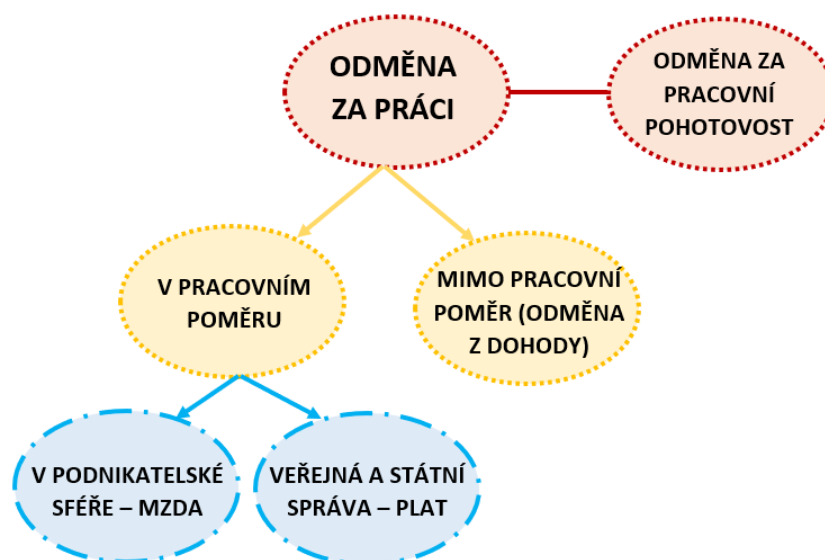 ODMĚNA
ZA PRÁCI
ODMĚNA ZA
PRACOVNÍ
POHOTOVOST
V PRACOVNÍM
POMĚRU
MIMO PRACOVNÍ
POMĚR (ODMĚNA
Z DOHODY)
V PODNIKATELSKÉ
SFÉŘE – MZDA
VEŘEJNÁ A STÁTNÍ
SPRÁVA – PLAT